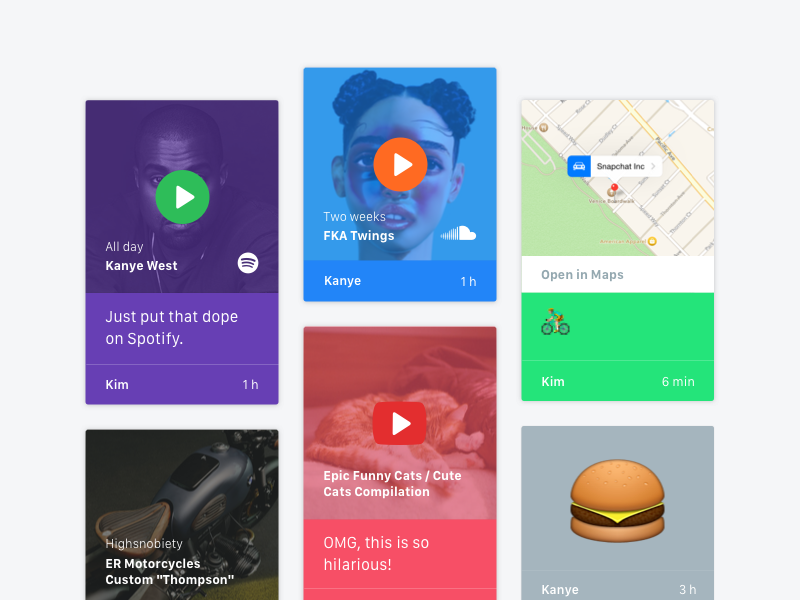 All day
Kanye West
Just put that dope
on Spotify.
Kim
1 h
Highsnobiety
ER Motorcycles
Custom "Thompson"
Two weeks
FKA Twings
Kanye
1 h
Epic Funny Cats / Cute
Cats Compilation
OMG, this is so
hilarious!
Snapchat Inc
Venice Boardwalk
American Apparel
Pacific Ave
Open in Maps
Kim
6 min
Kanye
3 h